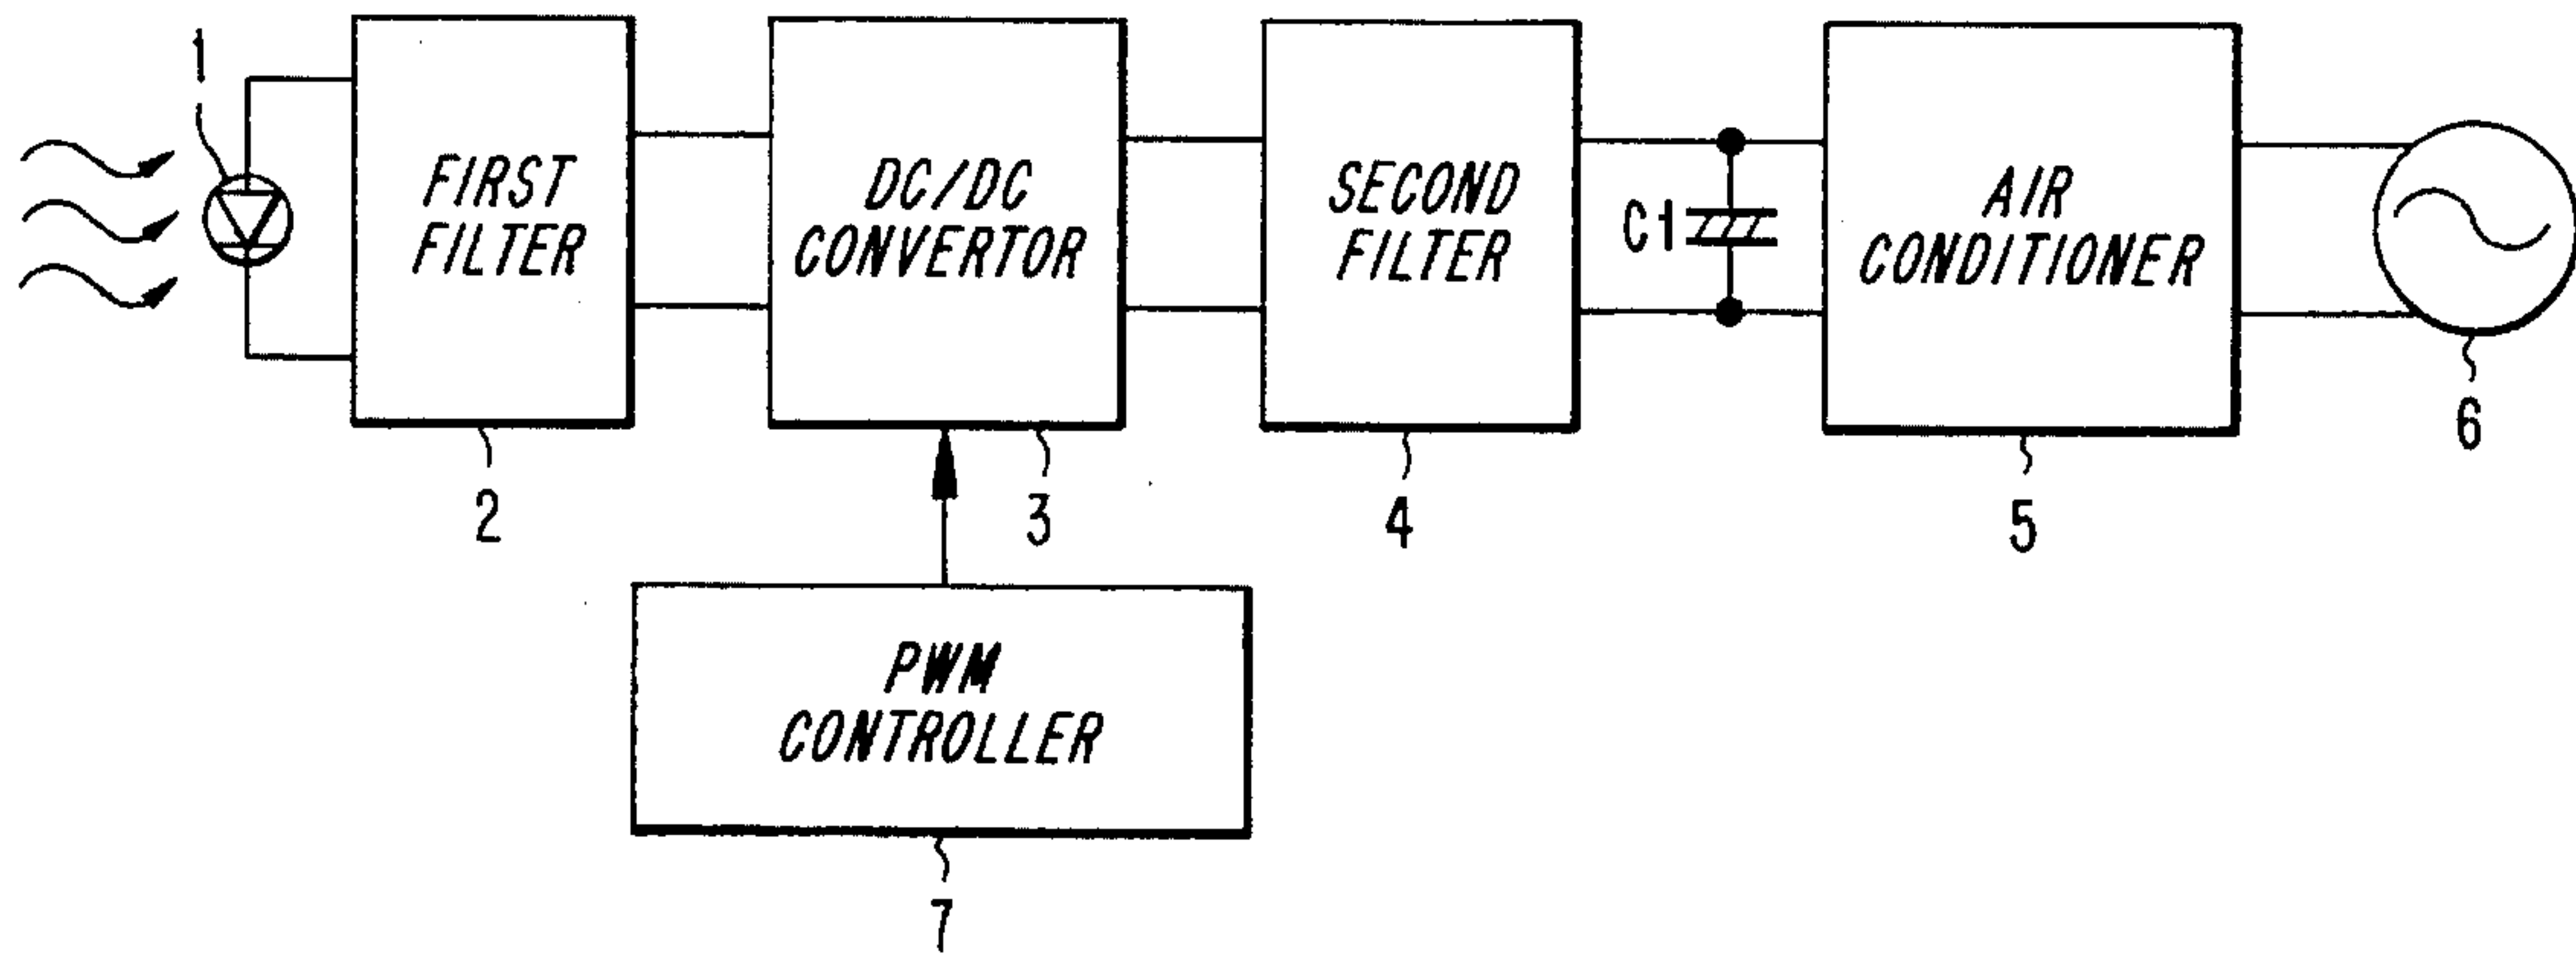 1
FIRST
FILTER
DC/DC
CONVERTOR
SECOND
FILTER
C1
AIR
CONDITIONER
2
3
4
5
6
PWM
CONTROLLER
7